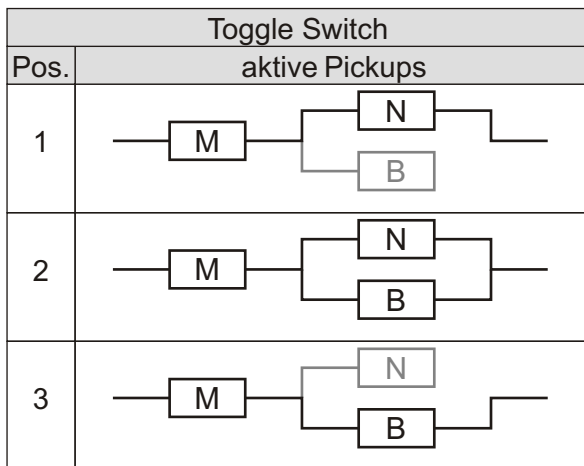 Toggle Switch
Pos. aktive Pickups
N
1 M
B
N
2 M
B
N
3 M
B